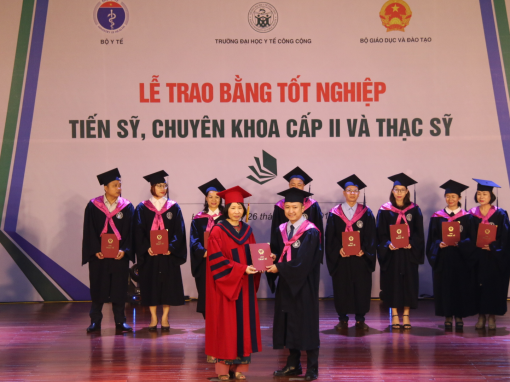 BỘ Y TẾ
TRƯỜNG ĐẠI HỌC Y TẾ CÔNG CỘNG
BỘ GIÁO DỤC VÀ ĐÀO TẠO
LỄ TRAO BẰNG TỐT NGHIỆP
TIẾN SỸ, CHUYÊN KHOA CẤP II VÀ THẠC SỸ
26